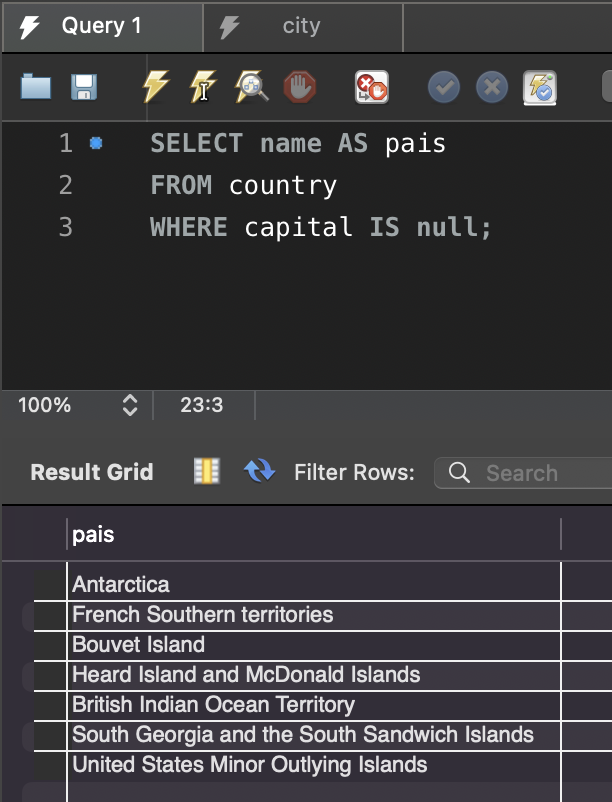 Query 1
city
1 SELECT name AS pais
2 FROM country
3 WHERE capital IS null;
100%
23:3
Result Grid
Filter Rows:
Search
pais
Antarctica
French Southern territories
Bouvet Island
Heard Island and McDonald Islands
British Indian Ocean Territory
South Georgia and the South Sandwich Islands
United States Minor Outlying Islands